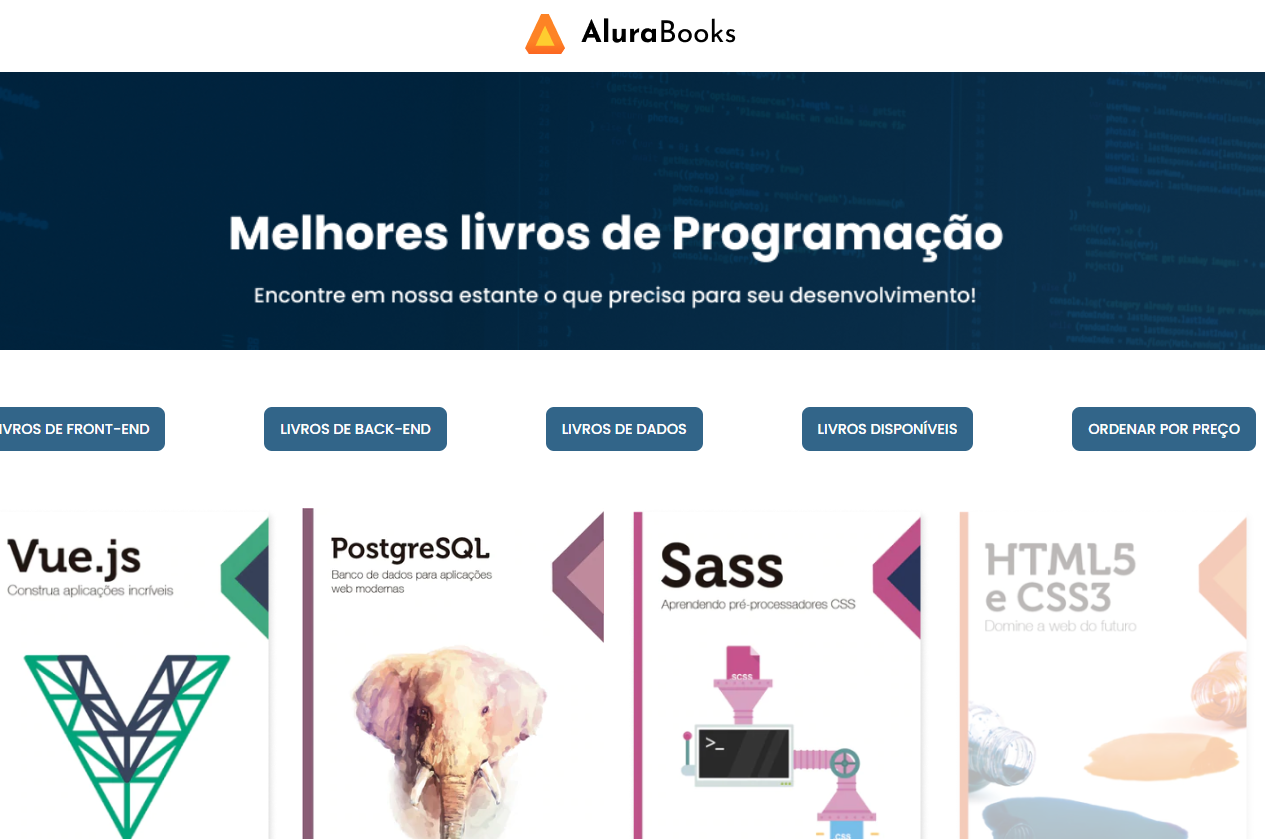 AluraBooks
Melhores livros de Programação
Encontre em nossa estante o que precisa para seu desenvolvimento!
IVROS DE FRONT-END
LIVROS DE BACK-END
LIVROS DE DADOS
LIVROS DISPONÍVEIS
ORDENAR POR PREÇO
Vue.js
Construa aplicações incríveis
PostgreSQL
Banco de dados para aplicações
web modernas
Sass
Aprendendo pré-processadores CSS
SCSS
>_
CSS
HTML5
e CSS3
Domine a web do futuro